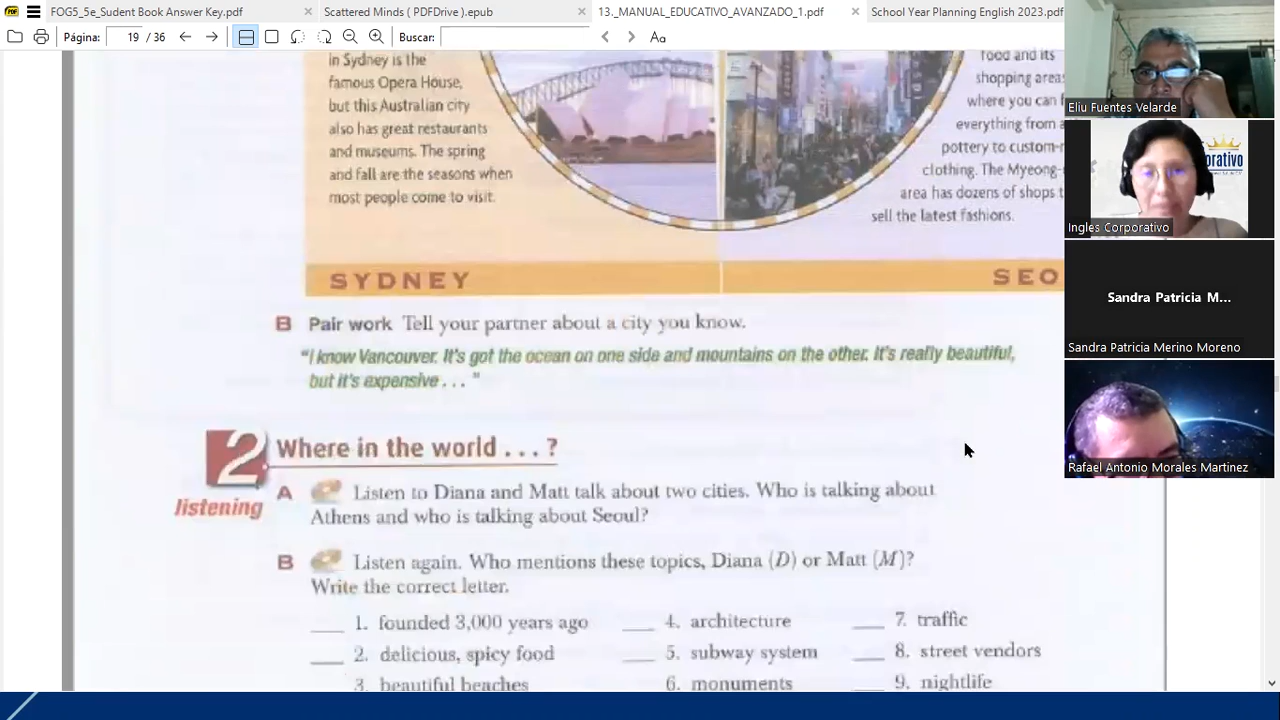 FOG5_5e_Sudent Book Answer Key.pdf
Scattered Minds ( PDFDrive ).epub
13._MANUAL_EDUCATIVO_AVANZADO_1.pdf
School Year Planning English 2023.pdf
Página: 19 / 36
Buscar:
Aa
in Sydney is the
famous Opera House,
but this Australian city
also has great restaurants
and museums. The spring
and fall are the seasons when
most people come to visit.
food and its
shopping areas
where you can
everything from a
pottery to custom-
clothing. The Myeong-
area has dozens of shops
sell the latest fashions.
SYDNEY
SEO
B Pair work Tell your partner about a city you know.
"I know Vancouver. It's got the ocean on one side and mountains on the other. It's really beautiful,
but it's expensive . . . "
2 Where in the world . . . ?
listening
A Listen to Diana and Matt talk about two cities. Who is talking about
Athens and who is talking about Seoul?
B Listen again. Who mentions these topics, Diana (D) or Matt (M)?
Write the correct letter.
___ 1. founded 3,000 years ago ___ 4. architecture ___ 7. traffic
___ 2. delicious, spicy food ___ 5. subway system ___ 8. street vendors
3. beautiful beaches 6. monuments 9. nightlife
Eliu Fuentes Velarde
orativo
Ingles Corporativo
Sandra Patricia M...
Sandra Patricia Merino Moreno
Rafael Antonio Morales Martinez